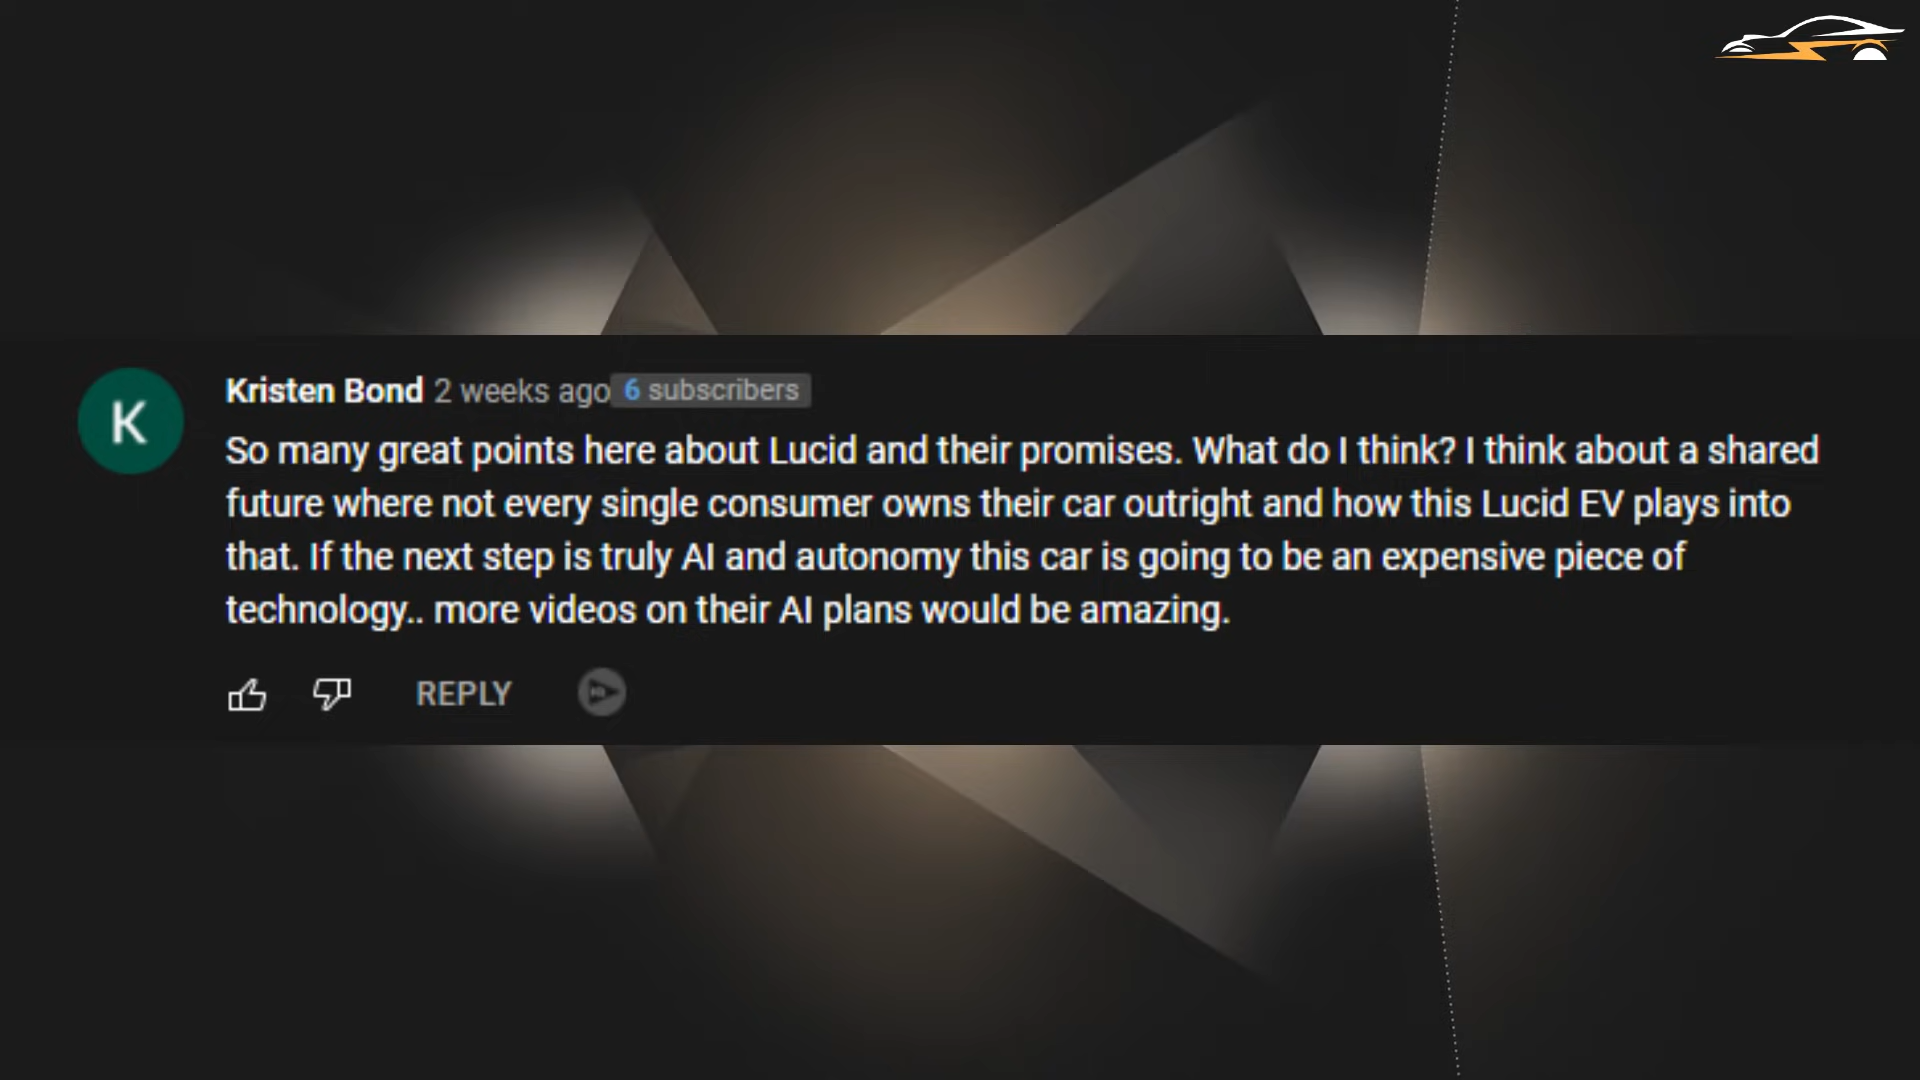 K
Kristen Bond 2 weeks ago 6 subscribers
So many great points here about Lucid and their promises. What do I think? I think about a shared
future where not every single consumer owns their car outright and how this Lucid EV plays into
that. If the next step is truly AI and autonomy this car is going to be an expensive piece of
technology.. more videos on their AI plans would be amazing.
REPLY